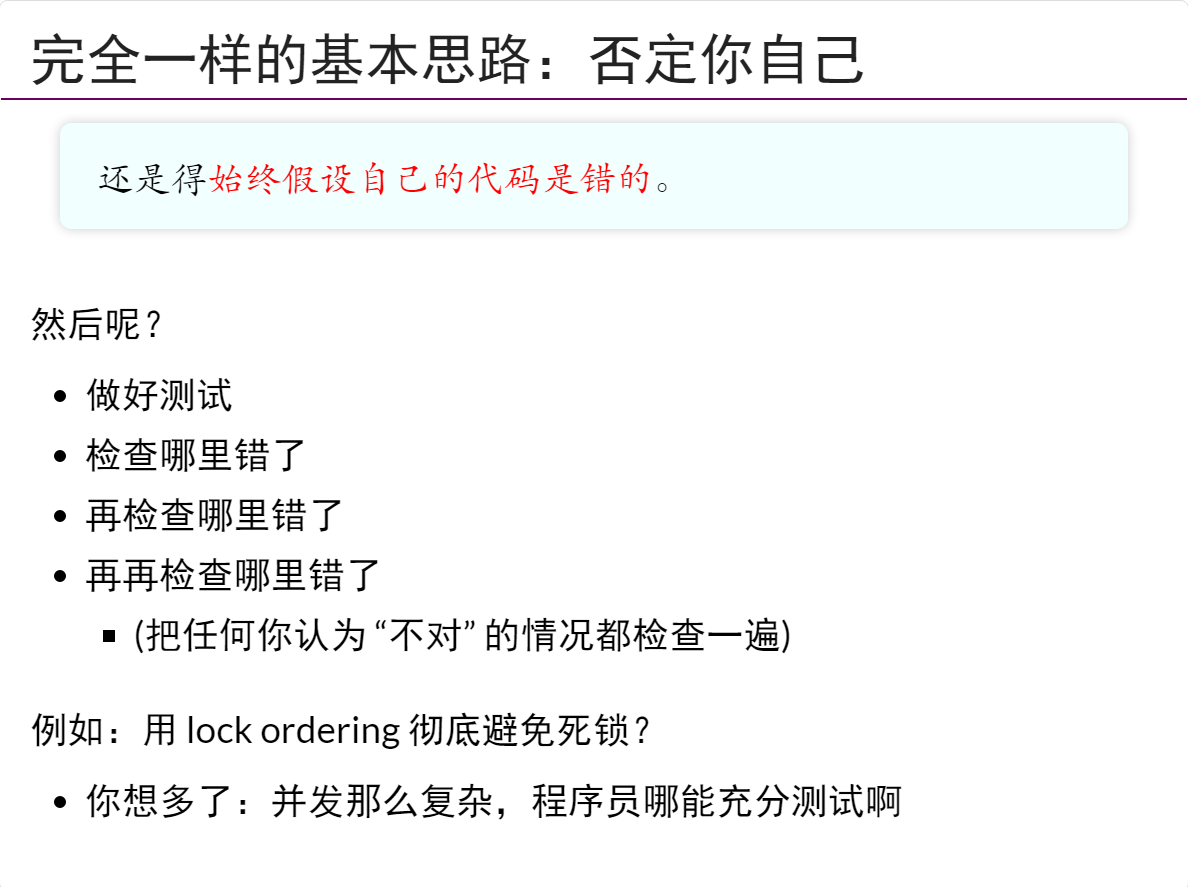 完全一样的基本思路：否定你自己
还是得始终假设自己的代码是错的。
然后呢？
做好测试
检查哪里错了
再检查哪里错了
再再检查哪里错了
(把任何你认为 “不对” 的情况都检查一遍)
例如：用 lock ordering 彻底避免死锁？
你想多了：并发那么复杂，程序员哪能充分测试啊